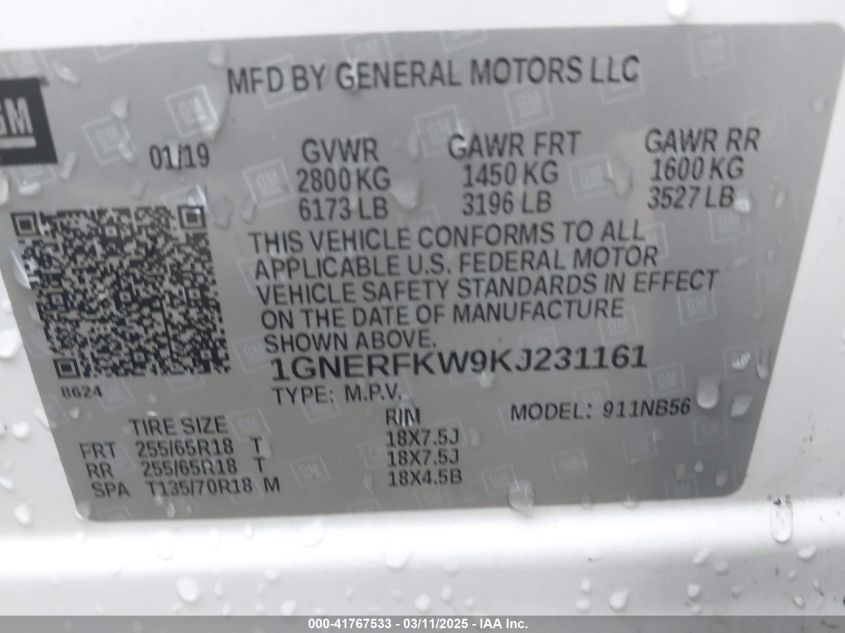 MFD BY GENERAL MOTORS LLC
GM
01/19
GVWR GAWR FRT GAWR RR
2800 KG 1450 KG 1600 KG
6173 LB 3196 LB 3527 LB
THIS VEHICLE CONFORMS TO ALL
APPLICABLE U.S. FEDERAL MOTOR
VEHICLE SAFETY STANDARDS IN EFFECT
ON THE DATE OF MANUFACTURE
SHOWN ABOVE.
1GNERFKW9KJ231161
8624
TYPE: M.P.V.
MODEL: 911NB56
TIRE SIZE RIM
FRT 255/65R18 T 18X7.5J
RR 255/65R18 T 18X7.5J
SPA T135/70R18 M 18X4.5B
000-41767533 - 03/11/2025 - IAAI.com